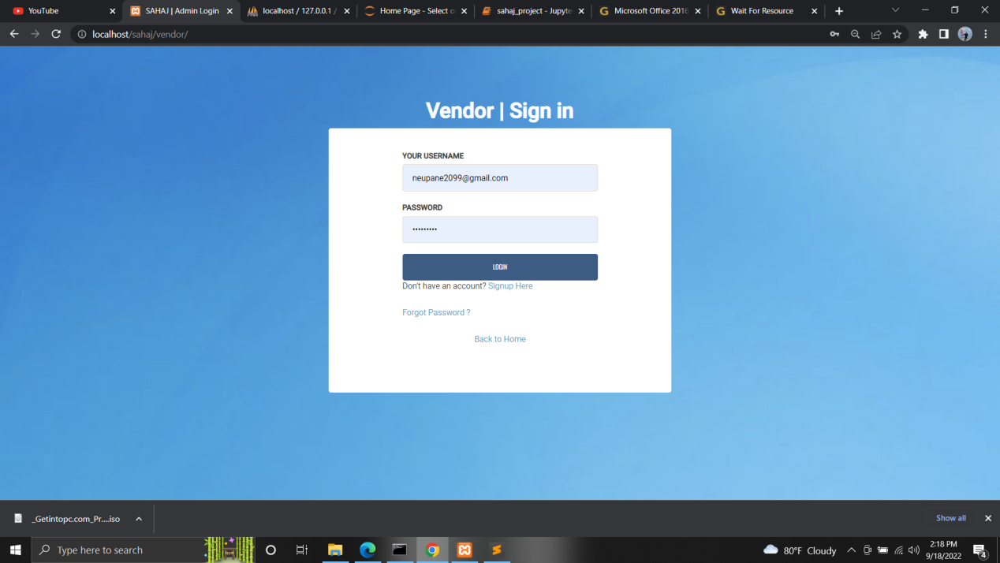 YouTube
SAHAJ | Admin Login
localhost / 127.0.0.1 /
Home Page - Select o
sahaj_project - Jupyte
Microsoft Office 2016
Wait For Resource
localhost/sahaj/vendor/
Vendor | Sign in
YOUR USERNAME
neupane2099@gmail.com
PASSWORD
•••••••••
LOGIN
Don't have an account? Signup Here
Forgot Password ?
Back to Home
_Getintopc.com_Pr....iso
Show all
Type here to search
80°F Cloudy
2:18 PM
9/18/2022
4